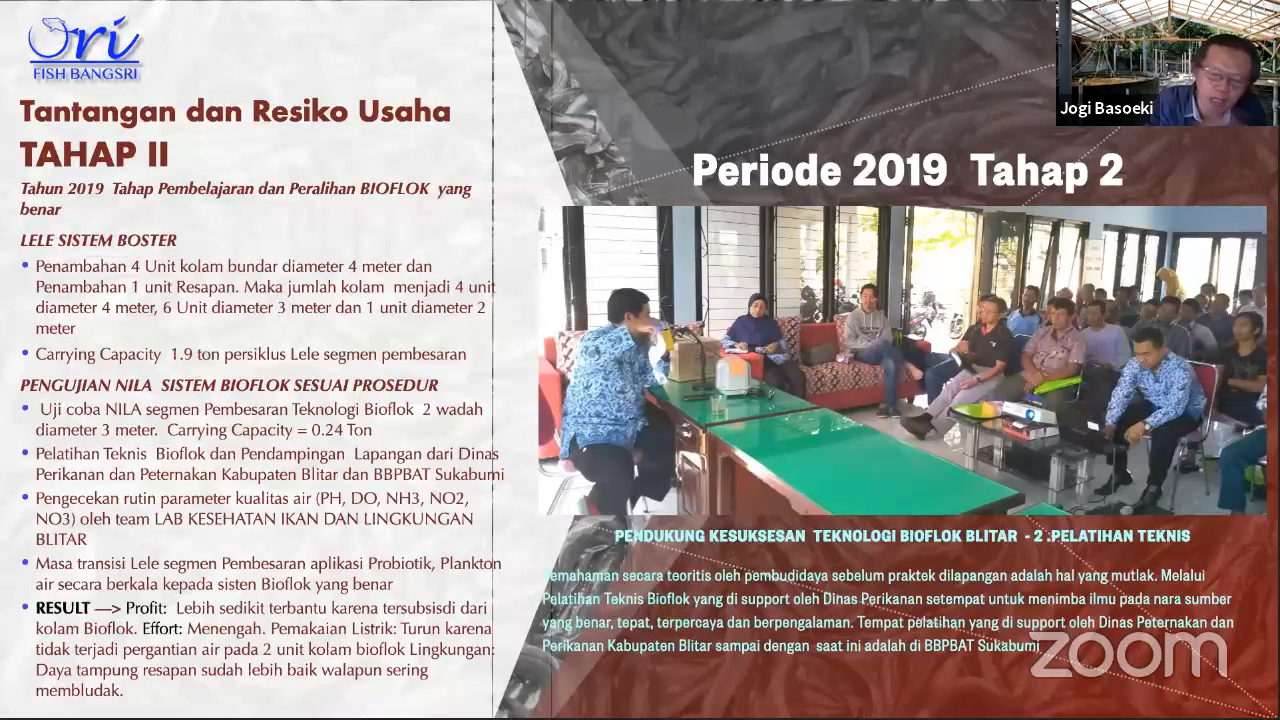 Ori
FISH BANGSRI
Tantangan dan Resiko Usaha
TAHAP II
Tahun 2019 Tahap Pembelajaran dan Peralihan BIOFLOK yang
benar
LELE SISTEM BOSTER
• Penambahan 4 Unit kolam bundar diameter 4 meter dan
Penambahan 1 unit Resapan. Maka jumlah kolam menjadi 4 unit
diameter 4 meter, 6 Unit diameter 3 meter dan 1 unit diameter 2
meter
• Carrying Capacity 1.9 ton persiklus Lele segmen pembesaran
PENGUJIAN NILA SISTEM BIOFLOK SESUAI PROSEDUR
• Uji coba NILA segmen Pembesaran Teknologi Bioflok 2 wadah
diameter 3 meter. Carrying Capacity = 0.24 Ton
• Pelatihan Teknis Bioflok dan Pendampingan Lapangan dari Dinas
Perikanan dan Peternakan Kabupaten Blitar dan BBPBAT Sukabumi
• Pengecekan rutin parameter kualitas air (PH, DO, NH3, NO2,
NO3) oleh team LAB KESEHATAN IKAN DAN LINGKUNGAN
BLITAR
• Masa transisi Lele segmen Pembesaran aplikasi Probiotik, Plankton
air secara berkala kepada sisten Bioflok yang benar
• RESULT —> Profit: Lebih sedikit terbantu karena tersubsisdi dari
kolam Bioflok. Effort: Menengah. Pemakaian Listrik: Turun karena
tidak terjadi pergantian air pada 2 unit kolam bioflok Lingkungan:
Daya tampung resapan sudah lebih baik walapun sering
membludak.
Jogi Basoeki
Periode 2019 Tahap 2
PENDUKUNG KESUKSESAN TEKNOLOGI BIOFLOK BLITAR - 2 :PELATIHAN TEKNIS
Pemahaman secara teoritis oleh pembudidaya sebelum praktek dilapangan adalah hal yang mutlak. Melalui
Pelatihan Teknis Bioflok yang di support oleh Dinas Perikanan setempat untuk menimba ilmu pada nara sumber
yang benar, tepat, terpercaya dan berpengalaman. Tempat pelatihan yang di support oleh Dinas Peternakan dan
Perikanan Kabupaten Blitar sampai dengan saat ini adalah di BBPBAT Sukabumi
zoom